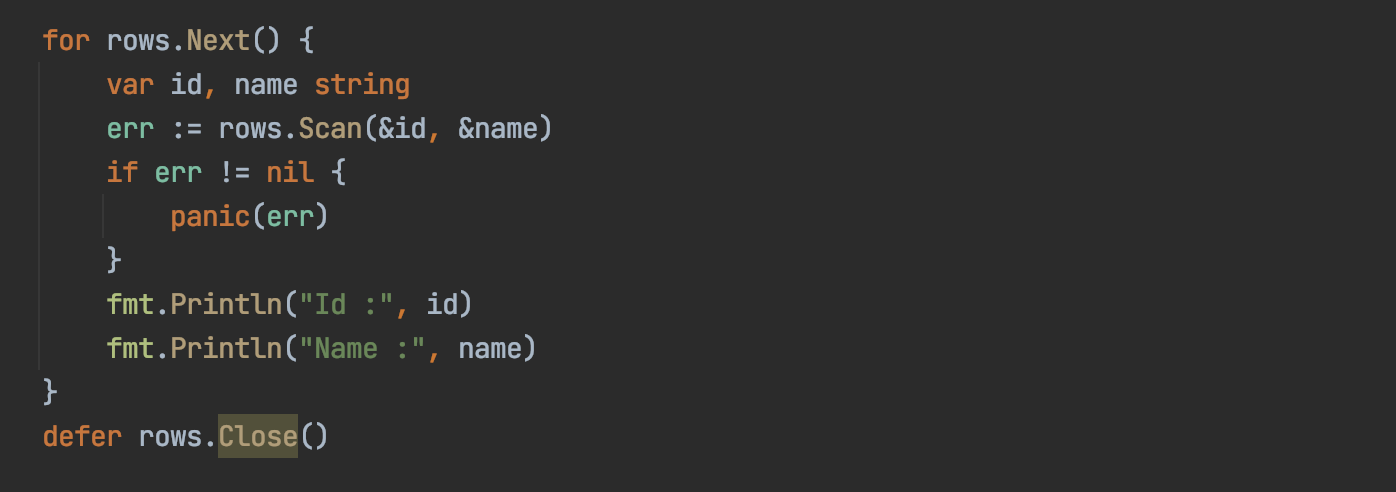 for rows.Next() {
    var id, name string
    err := rows.Scan(&id, &name)
    if err != nil {
        panic(err)
    }
    fmt.Println("Id :", id)
    fmt.Println("Name :", name)
}
defer rows.Close()